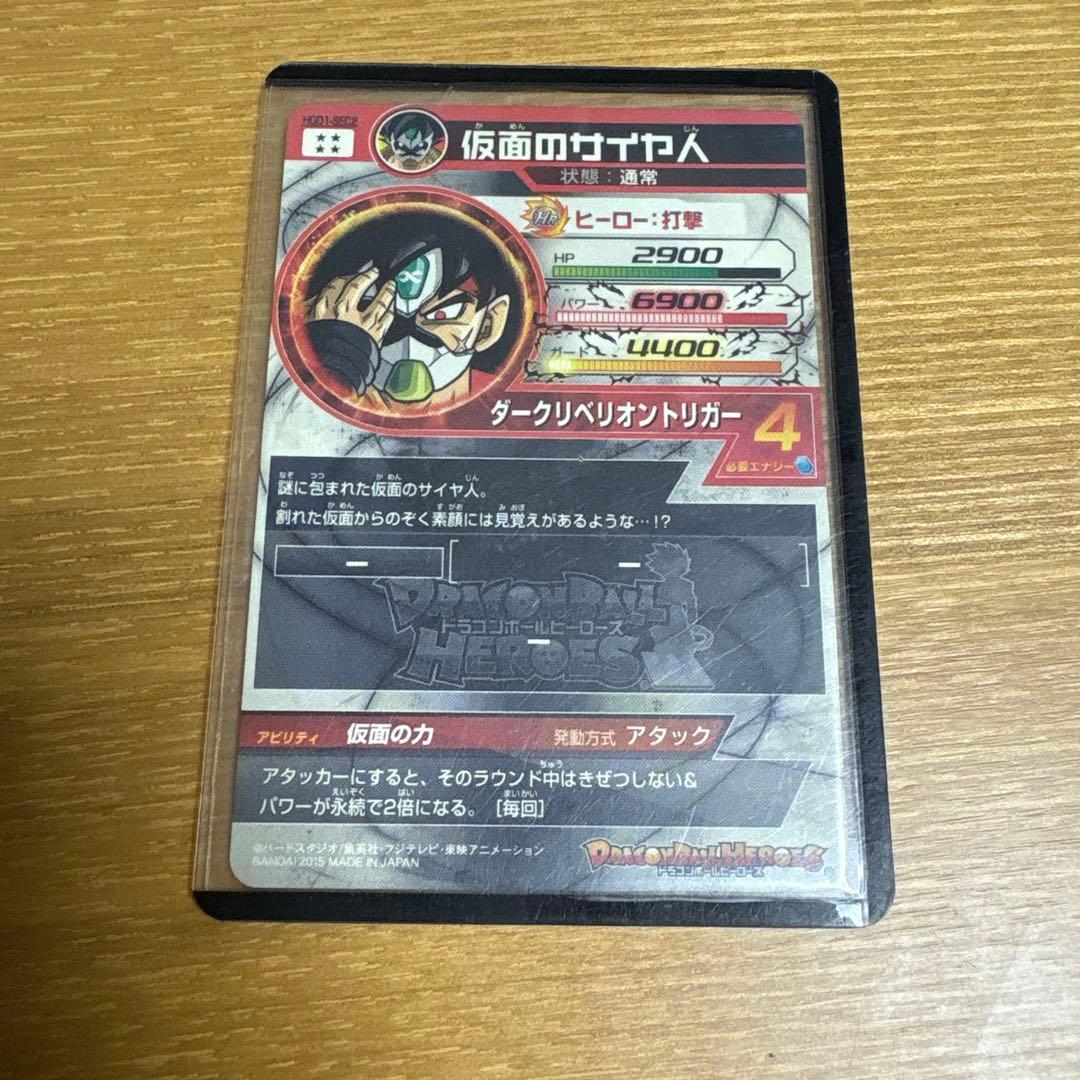 HGD1-SEC2
仮面のサイヤ人
状態：通常
Hr ヒーロー：打撃
HP 2900
パワー 6900
ガード 4400
ダークリベリオントリガー
4
必要エナジー
謎に包まれた仮面のサイヤ人。
割れた仮面からのぞく素顔には見覚えがあるような…!?
ー
ー
DRAGON BALL
ドラゴンボールヒーローズ
HEROES
ー
アビリティ 仮面の力 発動方式 アタック
アタッカーにすると、そのラウンド中はきぜつしない&
パワーが永続で2倍になる。［毎回］
©バードスタジオ/集英社・フジテレビ・東映アニメーション
BANDAI 2015 MADE IN JAPAN
DRAGONBALL HEROES
ドラゴンボールヒーローズ